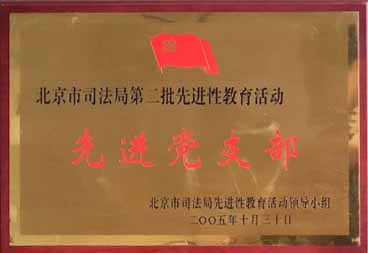 北京市司法局第二批先进性教育活动
先进党支部
北京市司法局先进性教育活动领导小组
二〇〇五年十月三十日